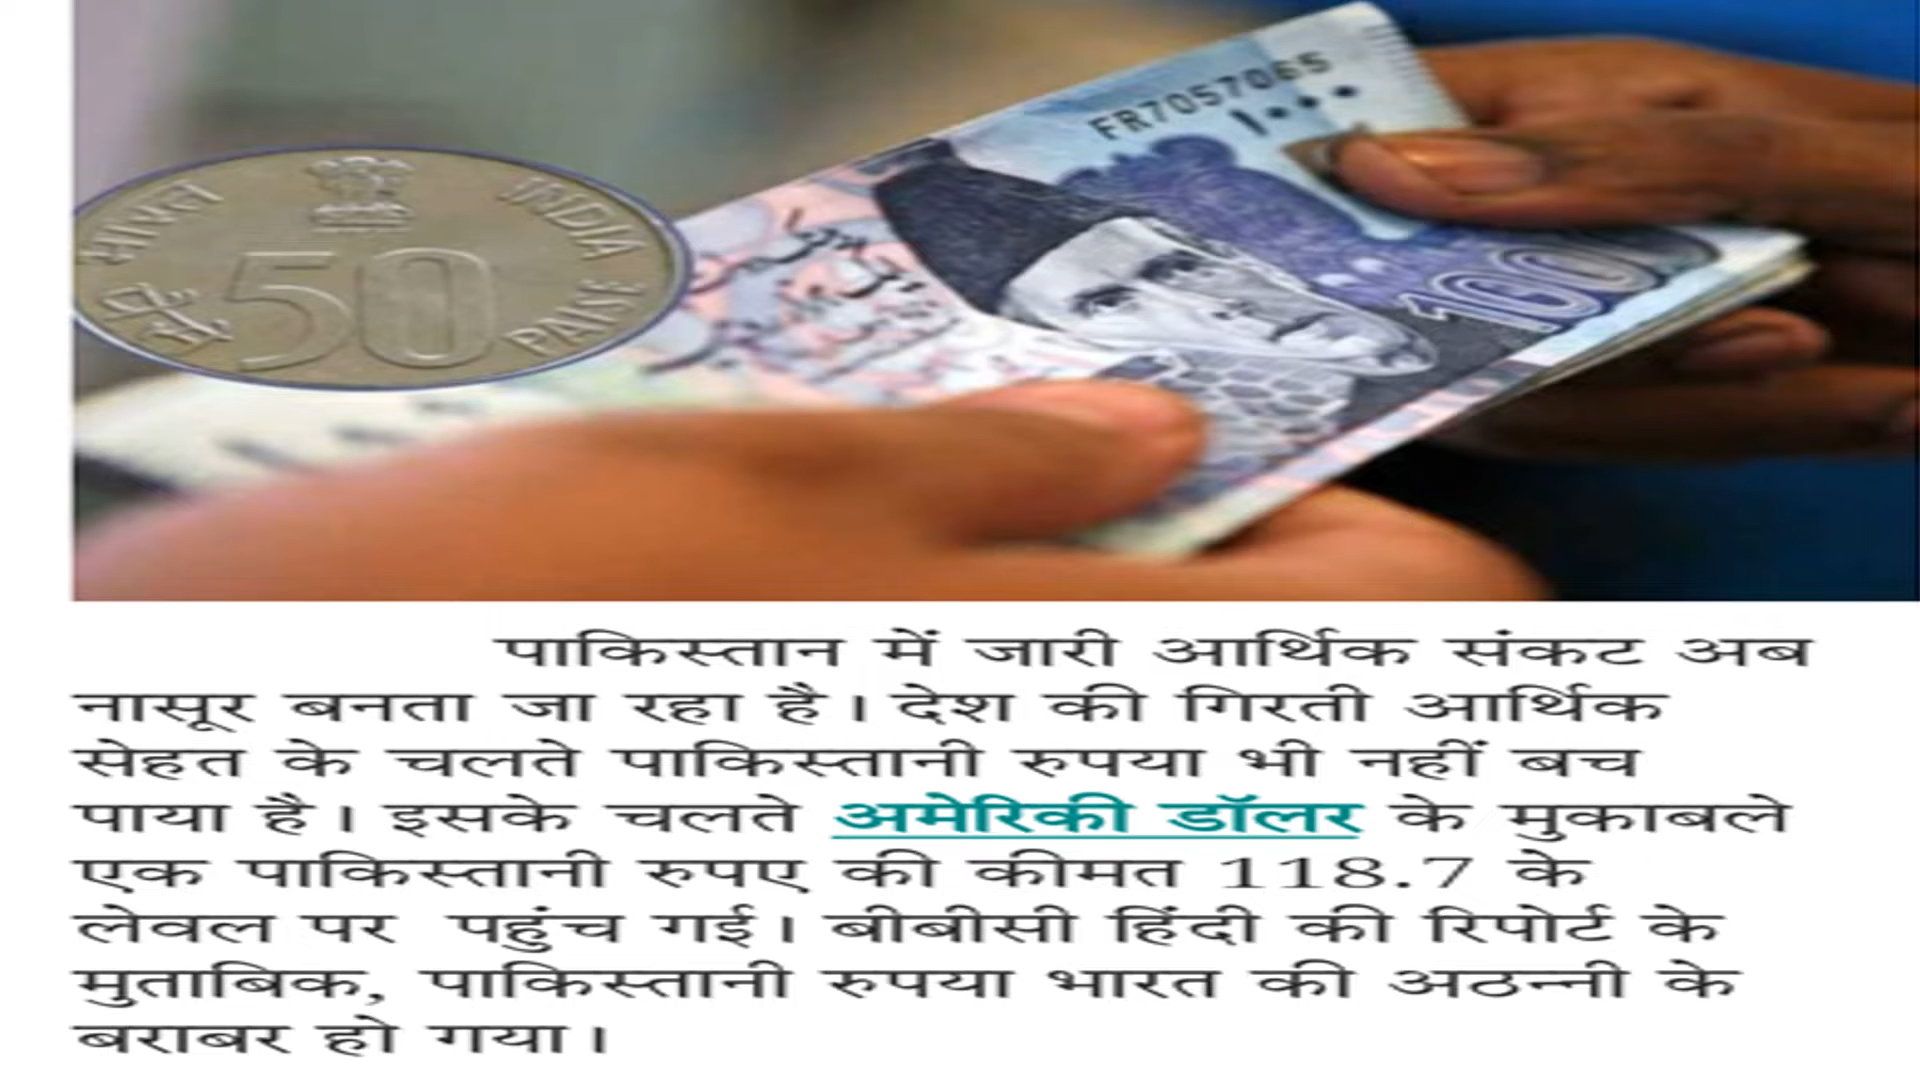 FR7057065
۱۰۰۰
भारत
INDIA
50
पैसे
PAISE
पाकिस्तान में जारी आर्थिक संकट अब
नासूर बनता जा रहा है। देश की गिरती आर्थिक
सेहत के चलते पाकिस्तानी रुपया भी नहीं बच
पाया है। इसके चलते अमेरिकी डॉलर के मुकाबले
एक पाकिस्तानी रुपए की कीमत 118.7 के
लेवल पर पहुंच गई। बीबीसी हिंदी की रिपोर्ट के
मुताबिक, पाकिस्तानी रुपया भारत की अठन्नी के
बराबर हो गया।